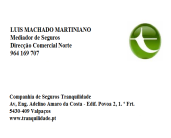 LUIS MACHADO MARTINIANO
Mediador de Seguros
Direcção Comercial Norte
964 169 707
Companhia de Seguros Tranquilidade
Av. Eng. Adelino Amaro da Costa - Edif. Povoa 2, 1.º Frt.
5430-409 Valpaços
www.tranquilidade.pt